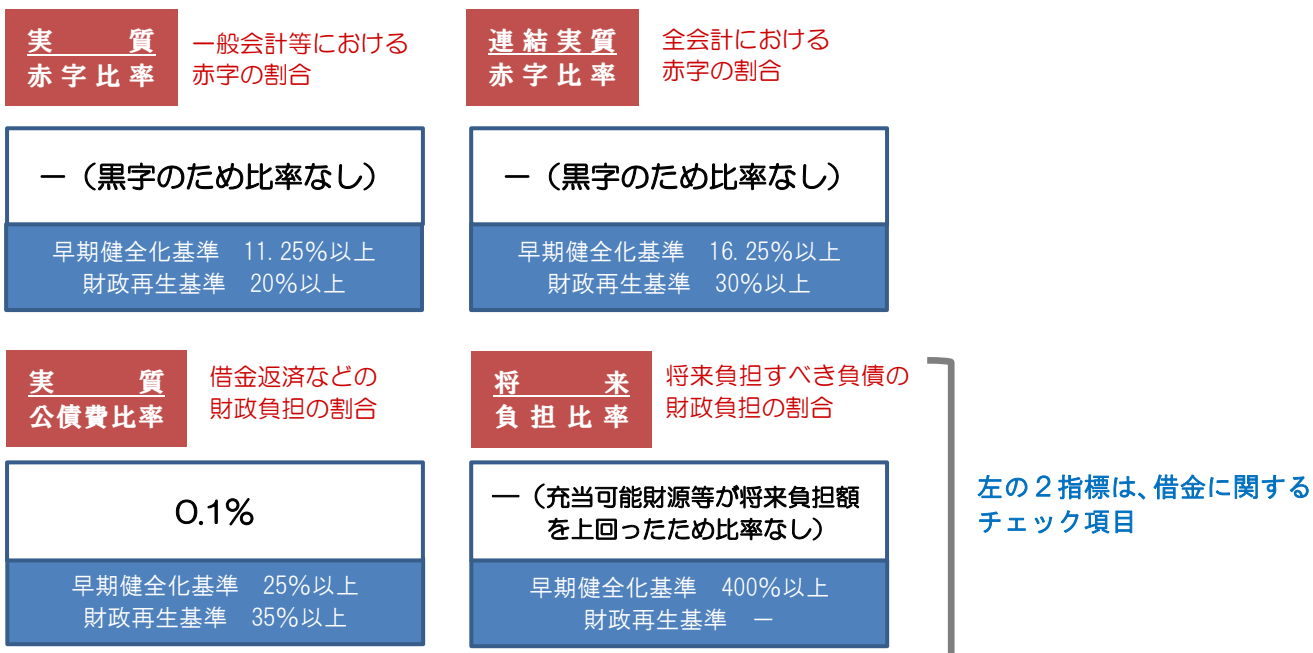 実質
赤字比率
一般会計等における
赤字の割合
－（黒字のため比率なし）
早期健全化基準　11.25％以上
財政再生基準　20％以上
連結実質
赤字比率
全会計における
赤字の割合
－（黒字のため比率なし）
早期健全化基準　16.25％以上
財政再生基準　30％以上
実質
公債費比率
借金返済などの
財政負担の割合
0.1％
早期健全化基準　25％以上
財政再生基準　35％以上
将来
負担比率
将来負担すべき負債の
財政負担の割合
―（充当可能財源等が将来負担額
を上回ったため比率なし）
早期健全化基準　400％以上
財政再生基準　－
左の２指標は、借金に関する
チェック項目